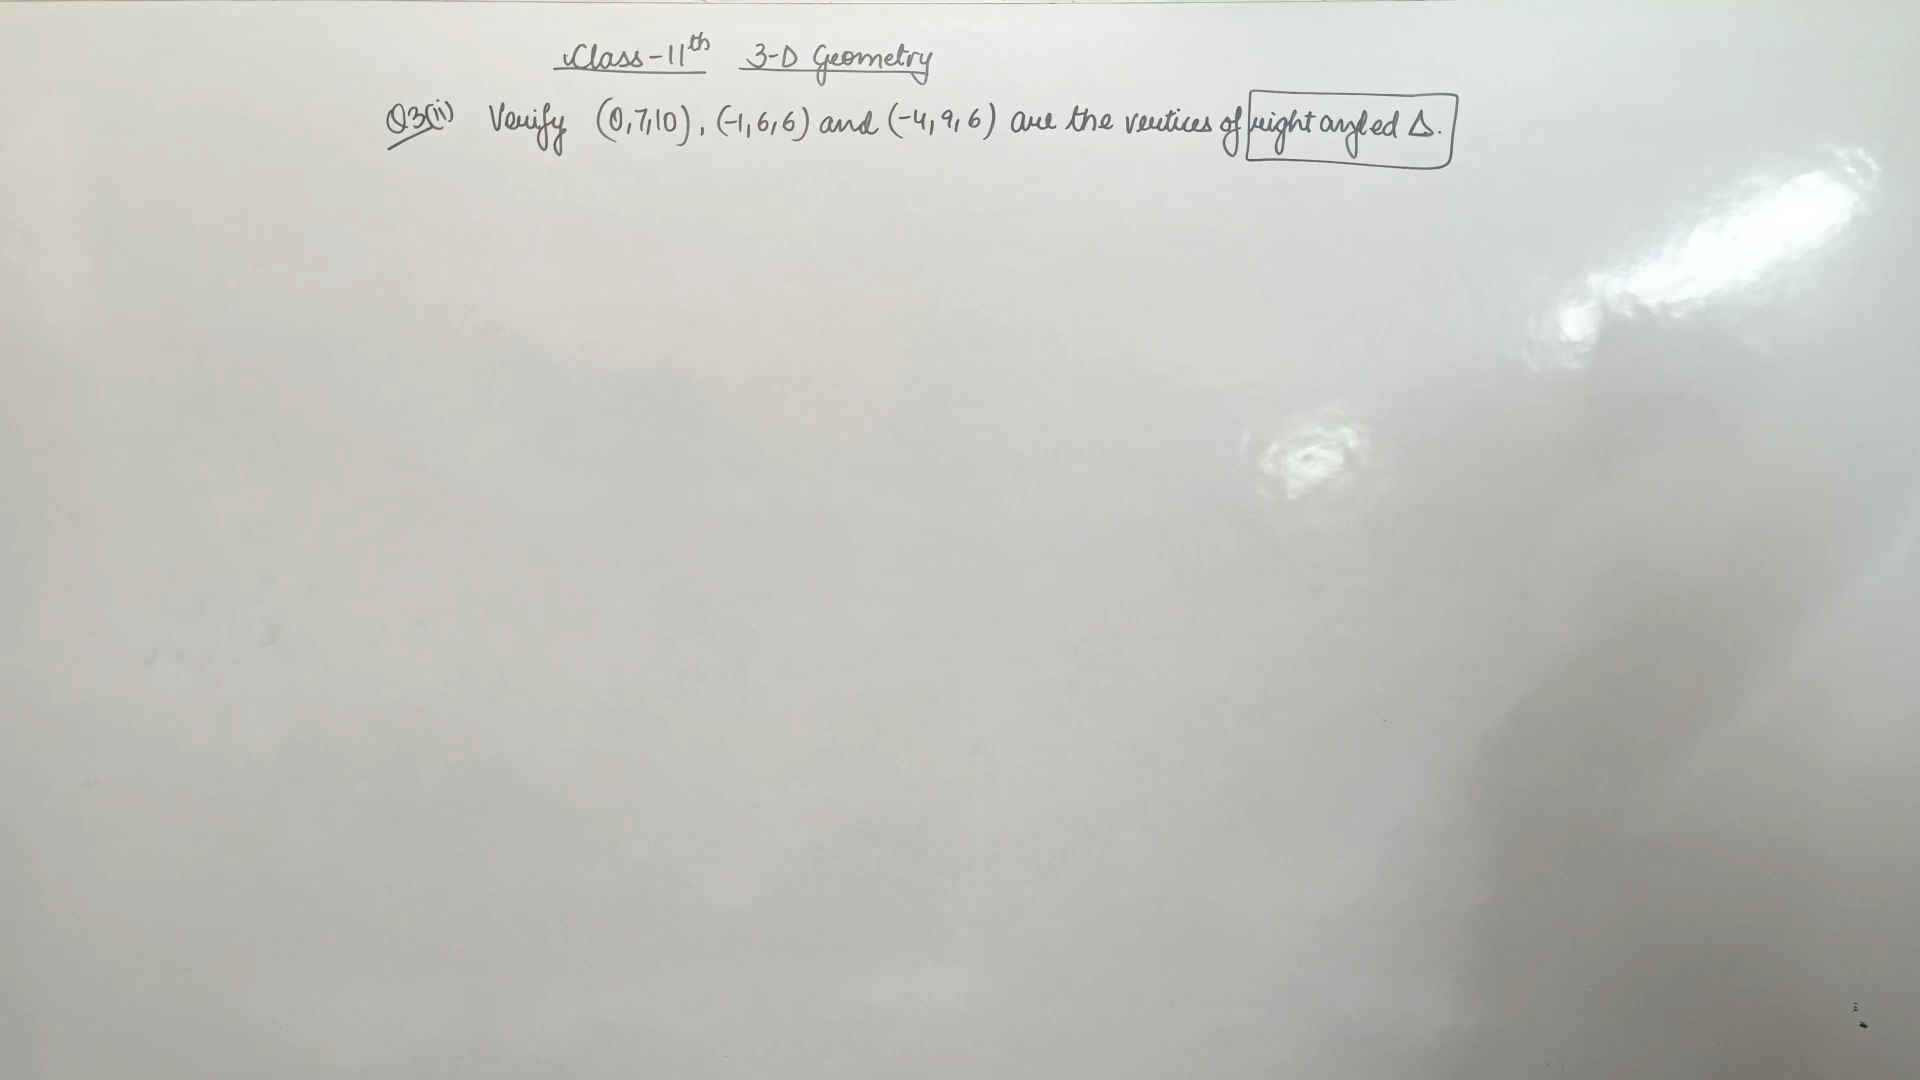 Class-11th 3-D Geometry
Q3(ii) Verify (0,7,10), (-1,6,6) and (-4,9,6) are the vertices of right angled Δ.